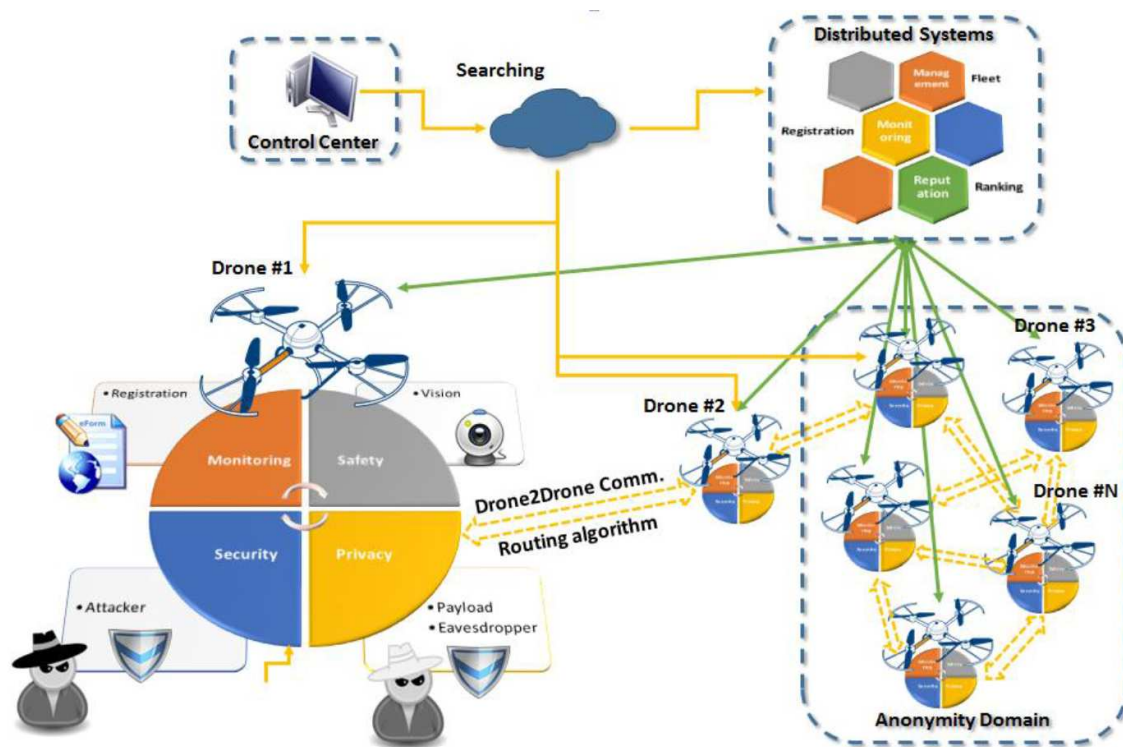 Distributed Systems
Searching
Manag
ement
Fleet
Control Center
Registration
Monit
oring
Reput
ation
Ranking
Drone #1
Drone #3
• Registration
• Vision
eForm
Drone #2
Monitoring
Safety
Drone2Drone Comm.
Drone #N
Routing algorithm
Security
Privacy
• Attacker
• Payload
• Eavesdropper
Anonymity Domain